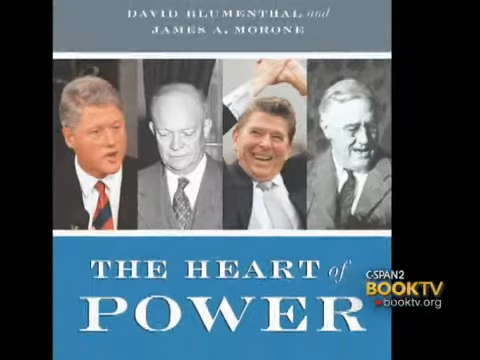 DAVID BLUMENTHAL and
JAMES A. MORONE
THE HEART of
POWER
C-SPAN2
BOOKTV
booktv.org